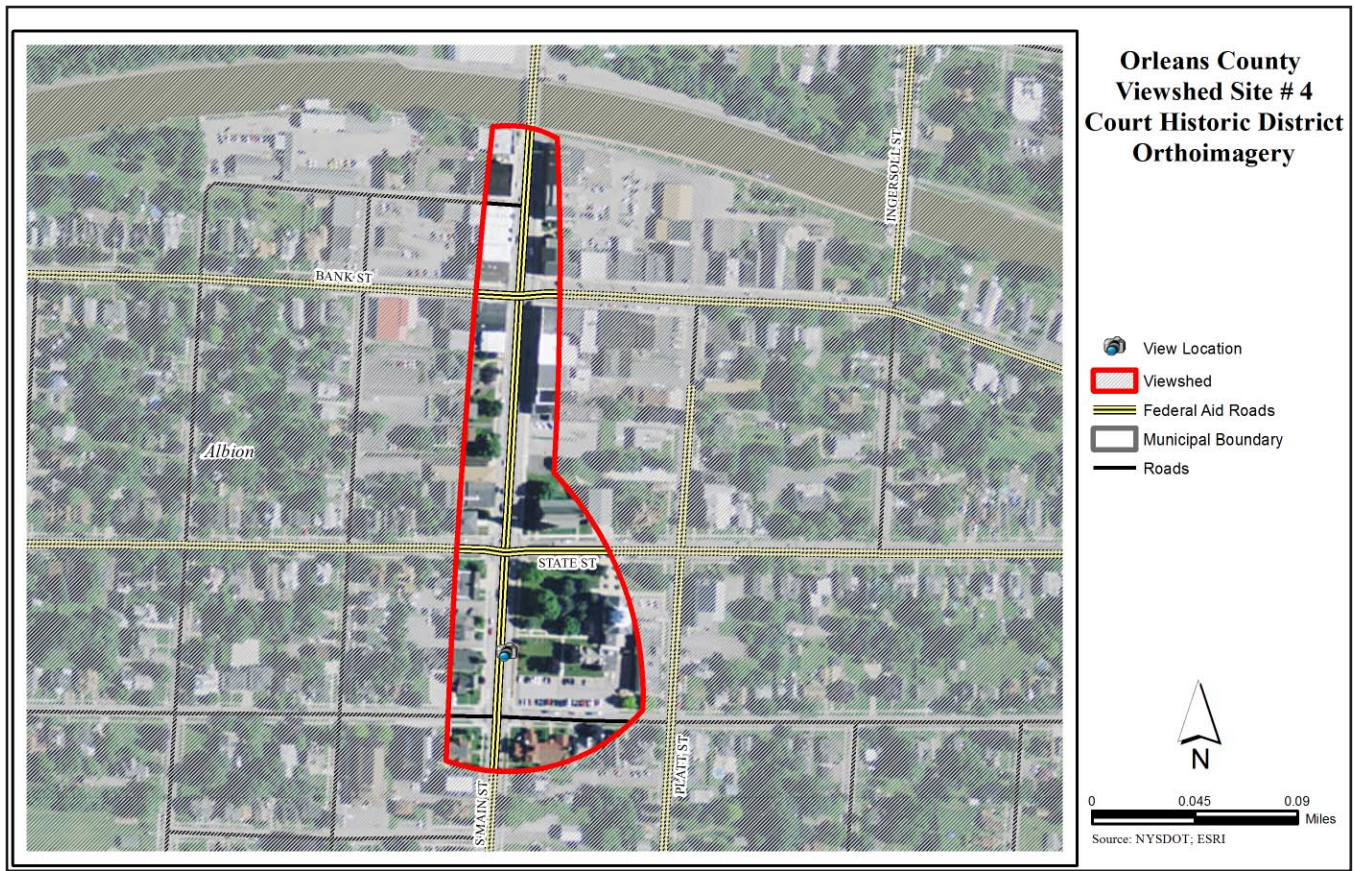 Orleans County
Viewshed Site # 4
Court Historic District
Orthoimagery
INGERSOLL ST
BANK ST
Albion
STATE ST
S MAIN ST
PLATT ST
View Location
Viewshed
Federal Aid Roads
Municipal Boundary
Roads
N
0 0.045 0.09
Miles
Source: NYSDOT; ESRI